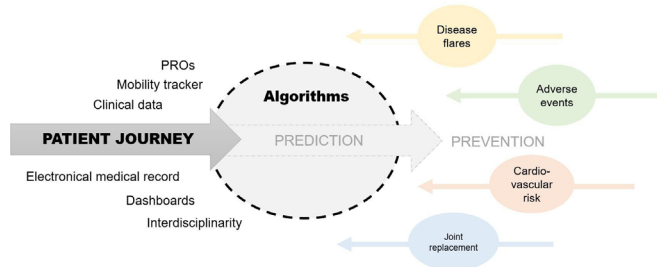 Disease
flares
PROs
Mobility tracker
Clinical data
Algorithms
Adverse
events
PATIENT JOURNEY
PREDICTION
PREVENTION
Electronical medical record
Dashboards
Interdisciplinarity
Cardio-
vascular
risk
Joint
replacement